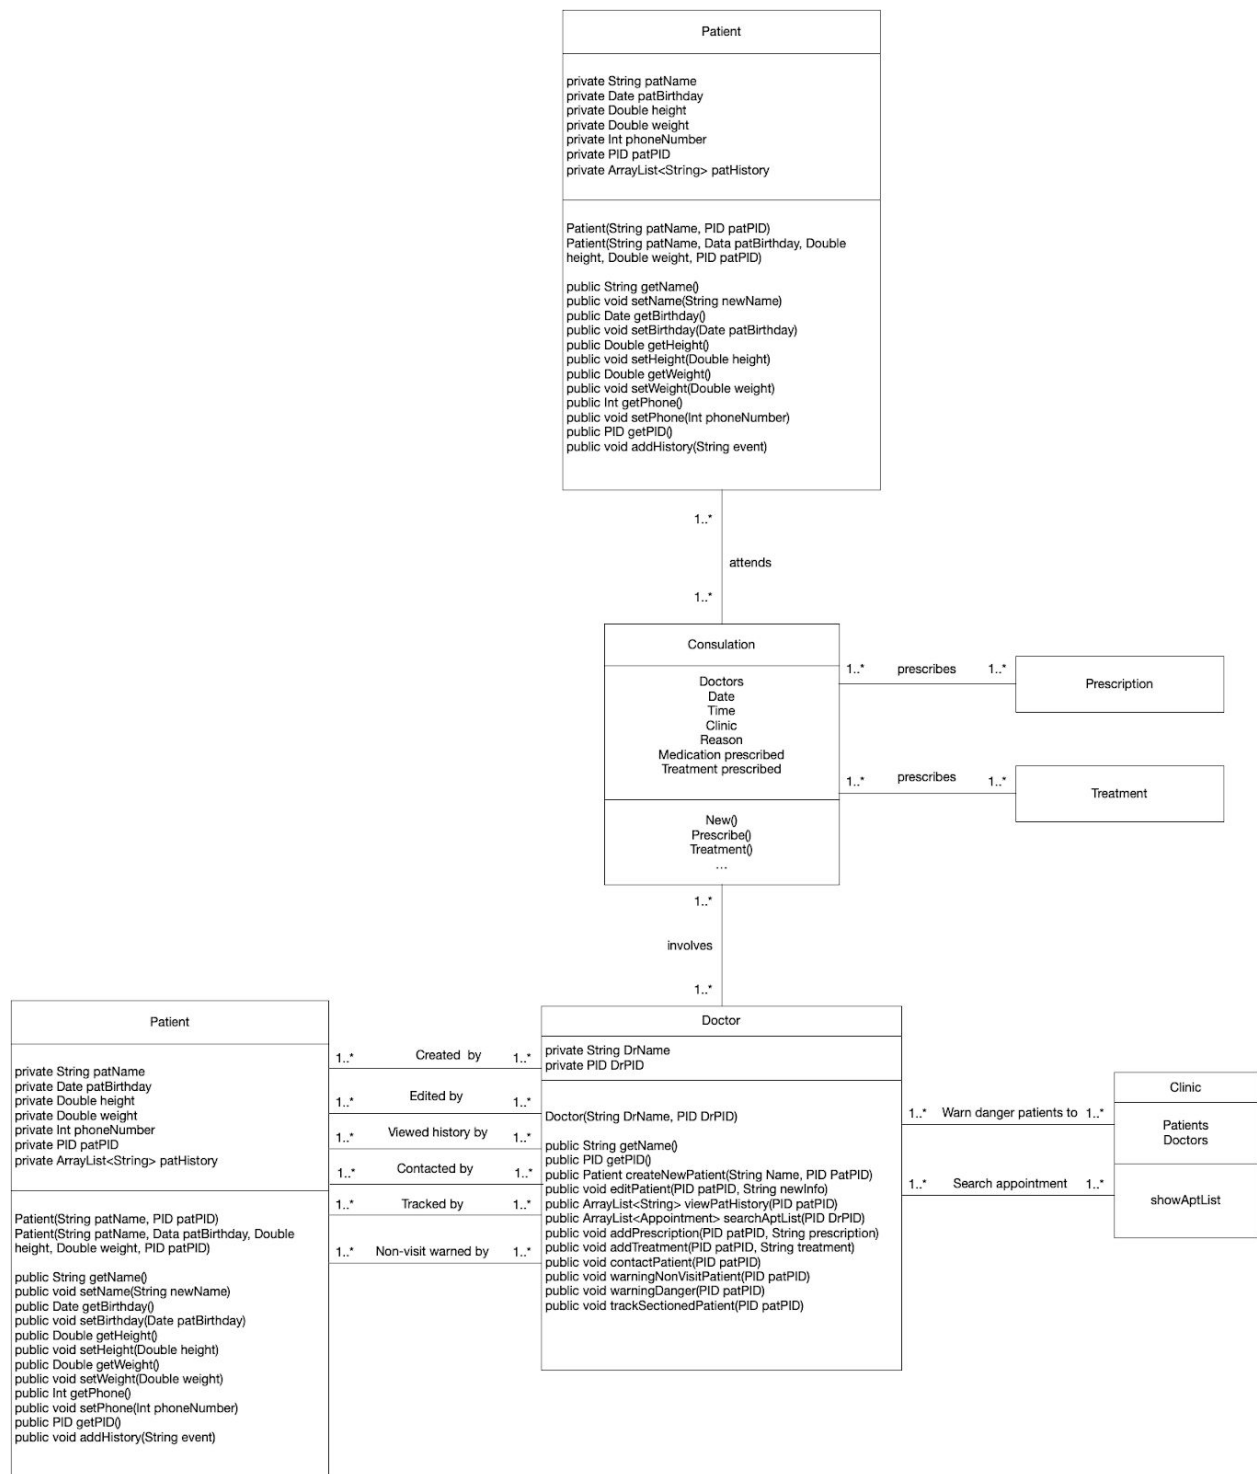 Patient
private String patName
private Date patBirthday
private Double height
private Double weight
private Int phoneNumber
private PID patPID
private ArrayList<String> patHistory
Patient(String patName, PID patPID)
Patient(String patName, Data patBirthday, Double
height, Double weight, PID patPID)
public String getName()
public void setName(String newName)
public Date getBirthday()
public void setBirthday(Date patBirthday)
public Double getHeight()
public void setHeight(Double height)
public Double getWeight()
public void setWeight(Double weight)
public Int getPhone()
public void setPhone(Int phoneNumber)
public PID getPID()
public void addHistory(String event)
1..*
attends
1..*
Consulation
Doctors
Date
Time
Clinic
Reason
Medication prescribed
Treatment prescribed
New()
Prescribe()
Treatment()
...
1..* prescribes 1..*
Prescription
1..* prescribes 1..*
Treatment
1..*
involves
1..*
Patient
private String patName
private Date patBirthday
private Double height
private Double weight
private Int phoneNumber
private PID patPID
private ArrayList<String> patHistory
Patient(String patName, PID patPID)
Patient(String patName, Data patBirthday, Double
height, Double weight, PID patPID)
public String getName()
public void setName(String newName)
public Date getBirthday()
public void setBirthday(Date patBirthday)
public Double getHeight()
public void setHeight(Double height)
public Double getWeight()
public void setWeight(Double weight)
public Int getPhone()
public void setPhone(Int phoneNumber)
public PID getPID()
public void addHistory(String event)
1..* Created by 1..*
1..* Edited by 1..*
1..* Viewed history by 1..*
1..* Contacted by 1..*
1..* Tracked by 1..*
1..* Non-visit warned by 1..*
Doctor
private String DrName
private PID DrPID
Doctor(String DrName, PID DrPID)
public String getName()
public PID getPID()
public Patient createNewPatient(String Name, PID PatPID)
public void editPatient(PID patPID, String newInfo)
public ArrayList<String> viewPatHistory(PID patPID)
public ArrayList<Appointment> searchAptList(PID DrPID)
public void addPrescription(PID patPID, String prescription)
public void addTreatment(PID patPID, String treatment)
public void contactPatient(PID patPID)
public void warningNonVisitPatient(PID patPID)
public void warningDanger(PID patPID)
public void trackSectionedPatient(PID patPID)
1..* Warn danger patients to 1..*
1..* Search appointment 1..*
Clinic
Patients
Doctors
showAptList